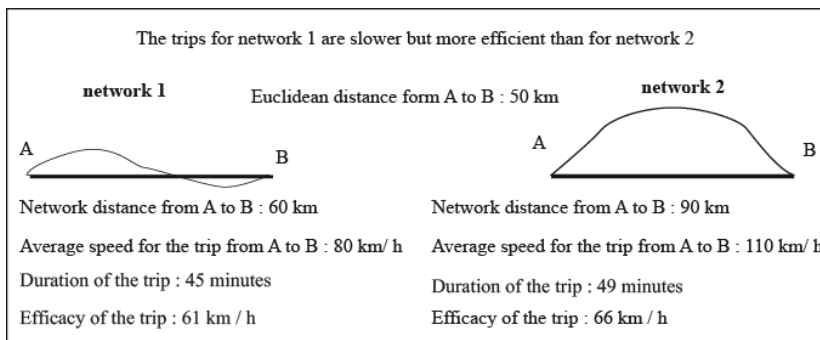 The trips for network 1 are slower but more efficient than for network 2
network 1
Euclidean distance form A to B : 50 km
network 2
A
B
A
B
Network distance from A to B : 60 km
Average speed for the trip from A to B : 80 km/ h
Duration of the trip : 45 minutes
Efficacy of the trip : 61 km / h
Network distance from A to B : 90 km
Average speed for the trip from A to B : 110 km/ h
Duration of the trip : 49 minutes
Efficacy of the trip : 66 km / h